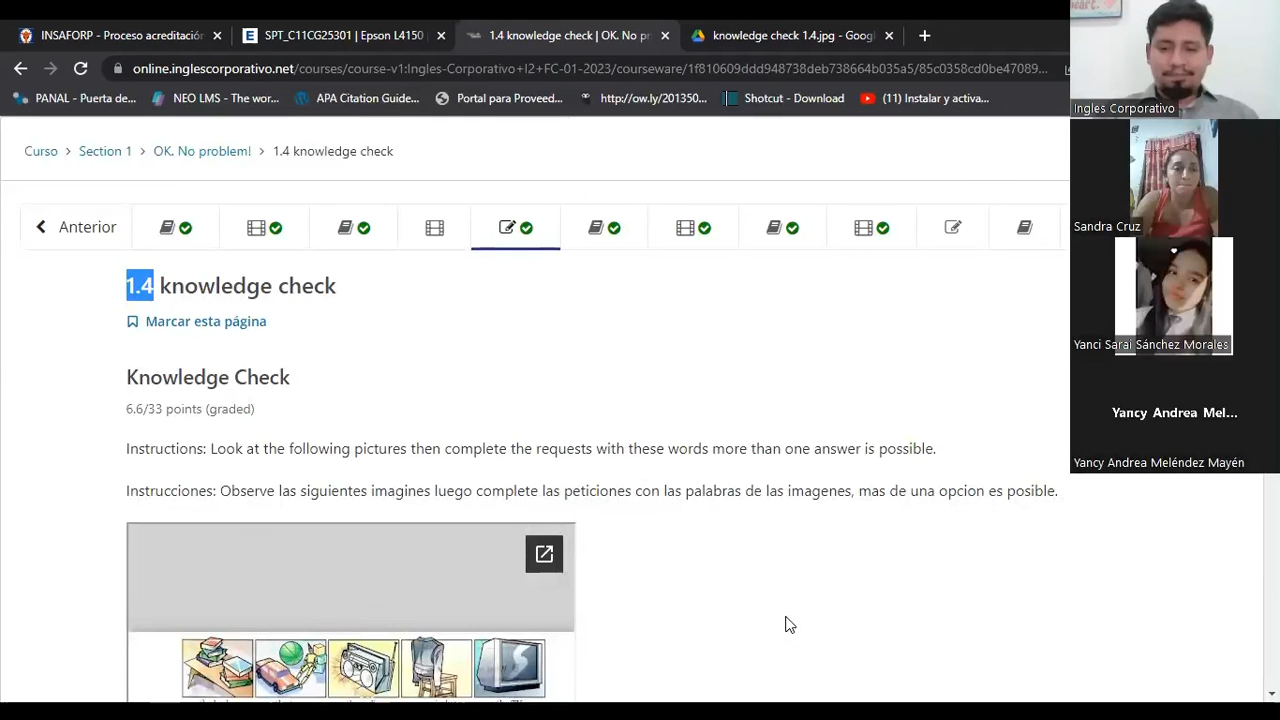 INSAFORP - Proceso acreditación
SPT_C11CG25301 | Epson L4150
1.4 knowledge check | OK. No pr
knowledge check 1.4.jpg - Googl
online.inglescorporativo.net/courses/course-v1:Ingles-Corporativo+I2+FC-01-2023/courseware/1f810609ddd948738deb738664b035a5/85c0358cd0be47089...
PANAL - Puerta de...
NEO LMS - The wor...
APA Citation Guide...
Portal para Proveed...
http://ow.ly/201350...
Shotcut - Download
(11) Instalar y activa...
Curso > Section 1 > OK. No problem! > 1.4 knowledge check
Anterior
1.4 knowledge check
Marcar esta página
Knowledge Check
6.6/33 points (graded)
Instructions: Look at the following pictures then complete the requests with these words more than one answer is possible.
Instrucciones: Observe las siguientes imagines luego complete las peticiones con las palabras de las imagenes, mas de una opcion es posible.
Ingles Corporativo
Sandra Cruz
Yanci Sarai Sánchez Morales
Yancy Andrea Mel...
Yancy Andrea Meléndez Mayén